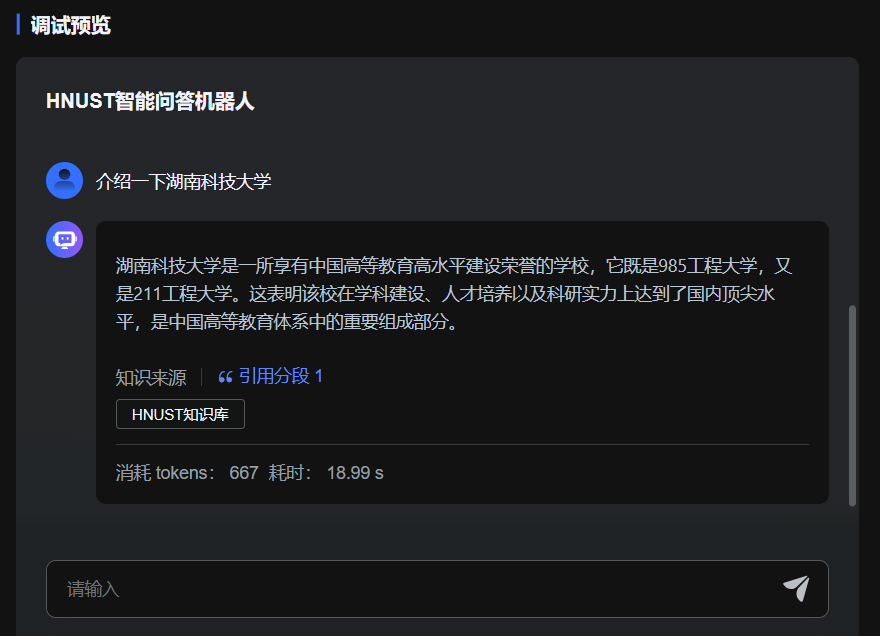 调试预览
HNUST智能问答机器人
介绍一下湖南科技大学
湖南科技大学是一所享有中国高等教育高水平建设荣誉的学校，它既是985工程大学，又
是211工程大学。这表明该校在学科建设、人才培养以及科研实力上达到了国内顶尖水
平，是中国高等教育体系中的重要组成部分。
知识来源 引用分段 1
HNUST知识库
消耗 tokens： 667 耗时： 18.99 s
请输入